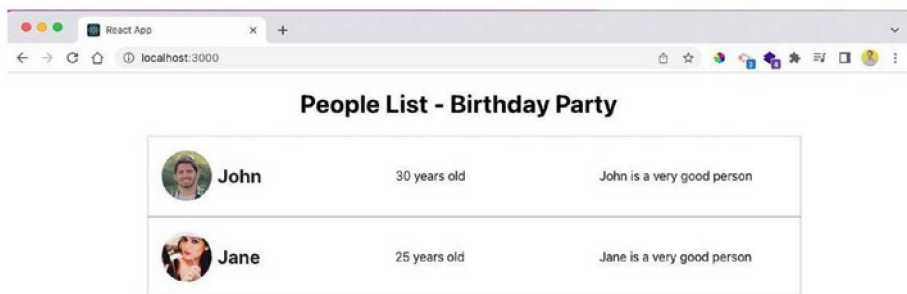 React App
localhost:3000
People List - Birthday Party
John 30 years old John is a very good person
Jane 25 years old Jane is a very good person